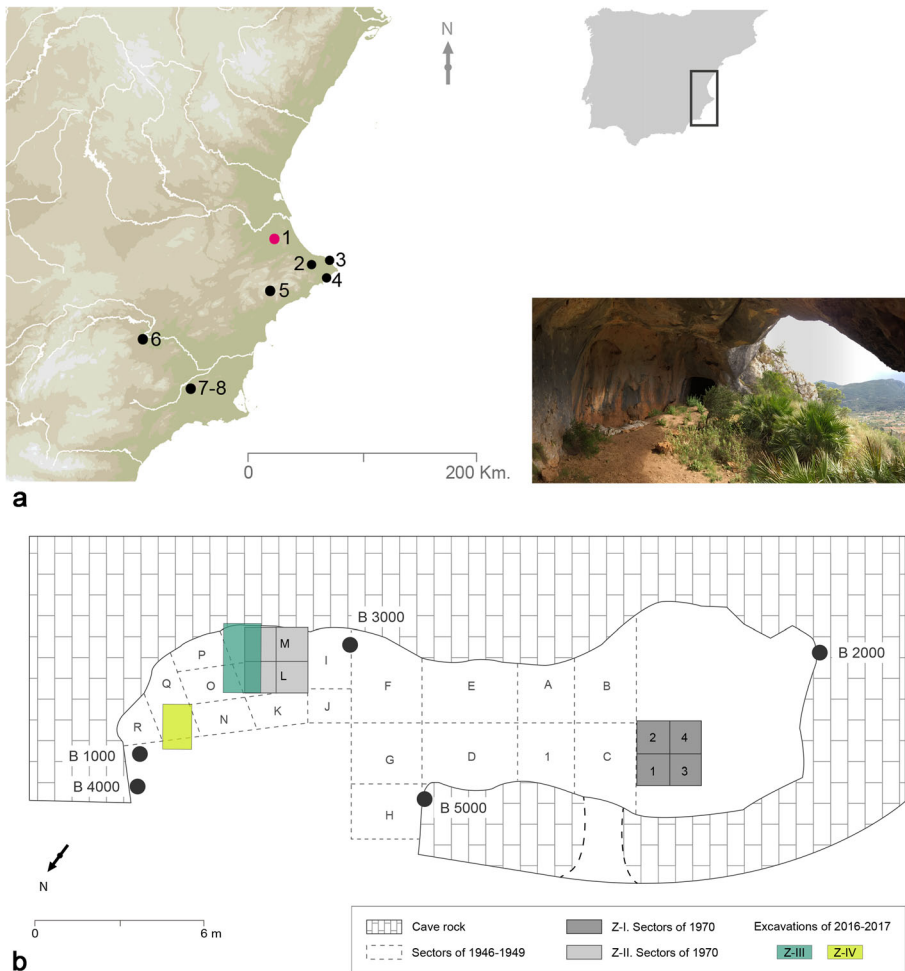 N
1
2
3
4
5
6
7-8
0
200 Km.
a
B 3000
B 2000
M
P
L
I
Q
O
F
E
A
B
K
J
R
N
2
4
G
D
1
C
1
3
B 1000
B 4000
B 5000
H
N
0
6 m
Cave rock
Z-I. Sectors of 1970
Excavations of 2016-2017
Sectors of 1946-1949
Z-II. Sectors of 1970
Z-III
Z-IV
b